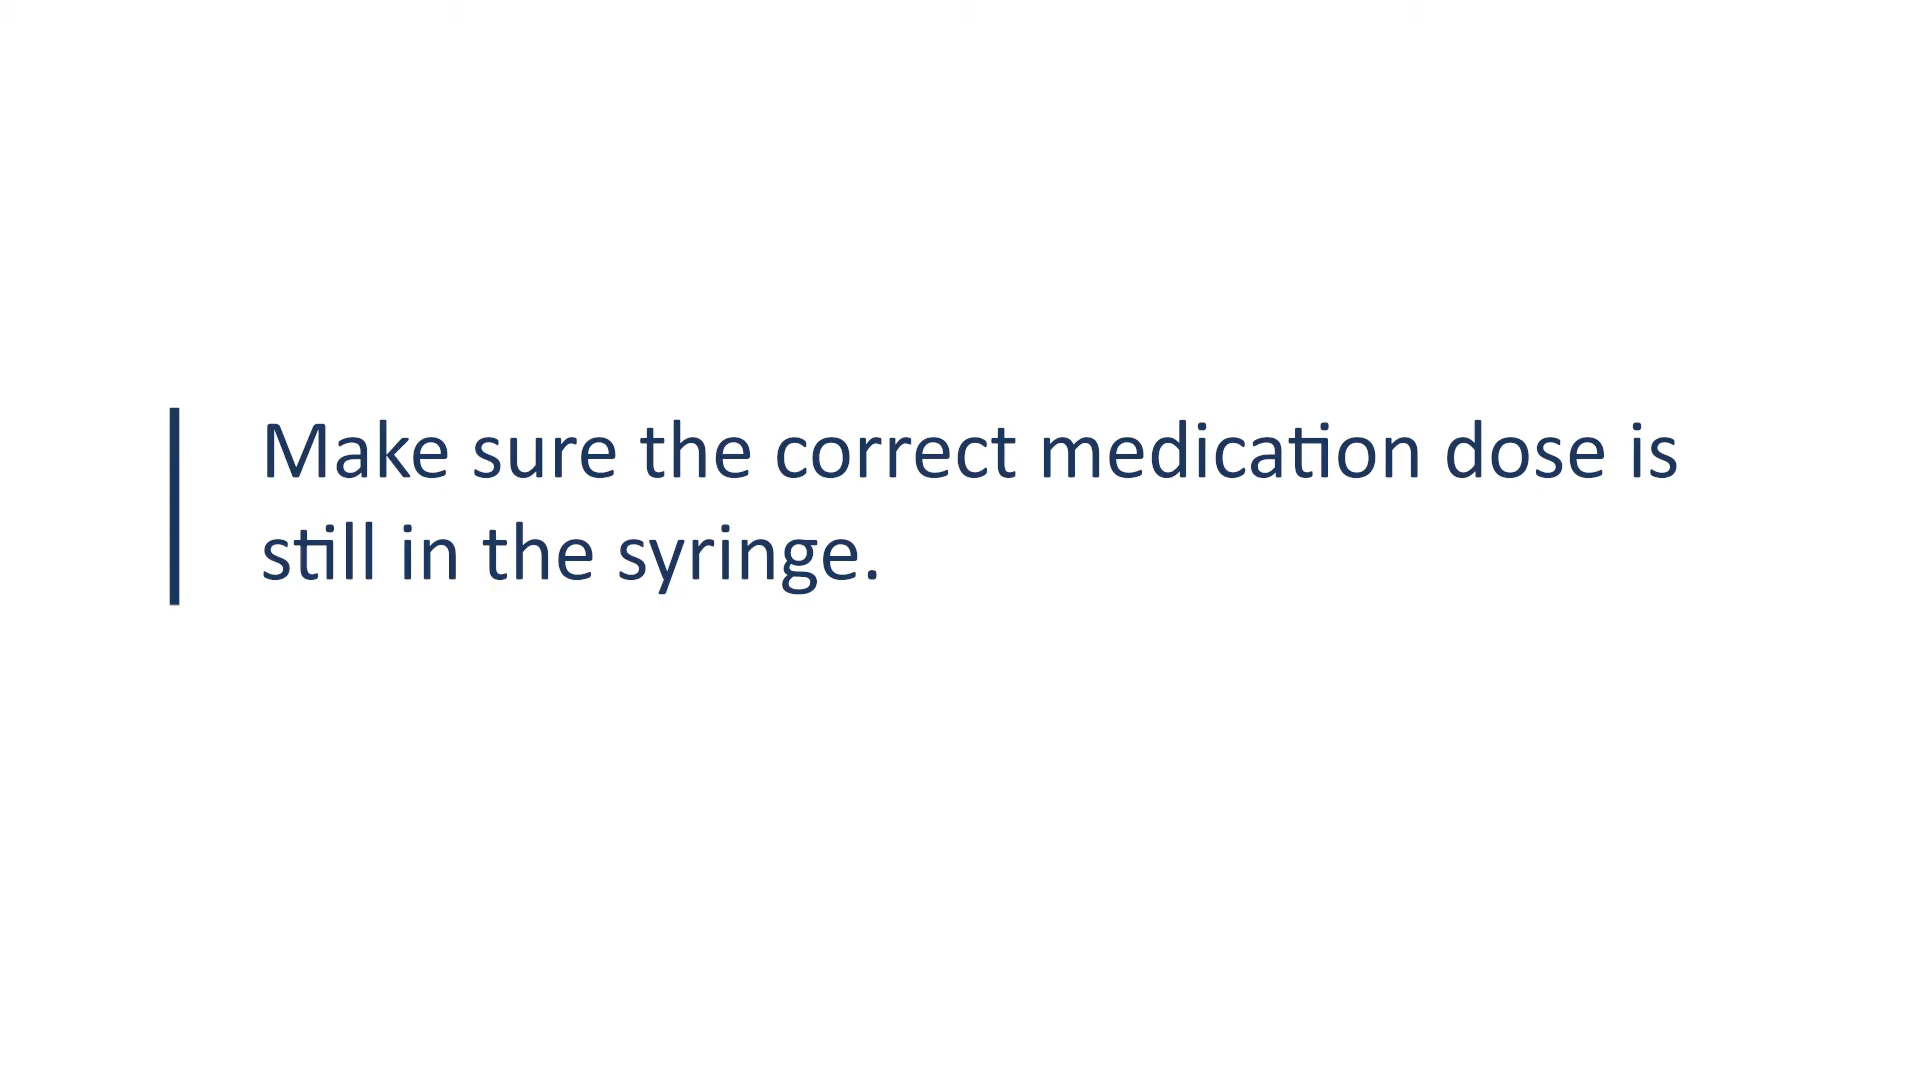 Make sure the correct medication dose is
still in the syringe.